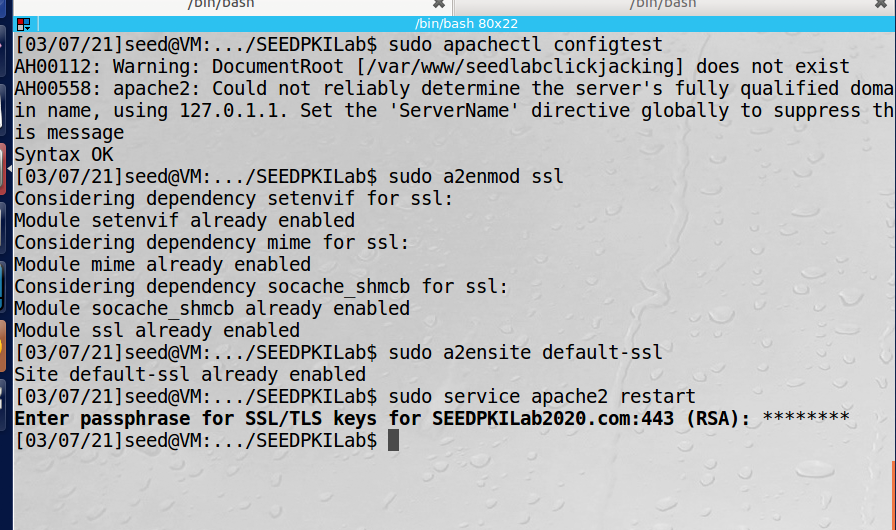 /bin/bash
/bin/bash
/bin/bash 80x22
[03/07/21]seed@VM:.../SEEDPKILab$ sudo apachectl configtest
AH00112: Warning: DocumentRoot [/var/www/seedlabclickjacking] does not exist
AH00558: apache2: Could not reliably determine the server's fully qualified doma
in name, using 127.0.1.1. Set the 'ServerName' directive globally to suppress th
is message
Syntax OK
[03/07/21]seed@VM:.../SEEDPKILab$ sudo a2enmod ssl
Considering dependency setenvif for ssl:
Module setenvif already enabled
Considering dependency mime for ssl:
Module mime already enabled
Considering dependency socache_shmcb for ssl:
Module socache_shmcb already enabled
Module ssl already enabled
[03/07/21]seed@VM:.../SEEDPKILab$ sudo a2ensite default-ssl
Site default-ssl already enabled
[03/07/21]seed@VM:.../SEEDPKILab$ sudo service apache2 restart
Enter passphrase for SSL/TLS keys for SEEDPKILab2020.com:443 (RSA): ********
[03/07/21]seed@VM:.../SEEDPKILab$